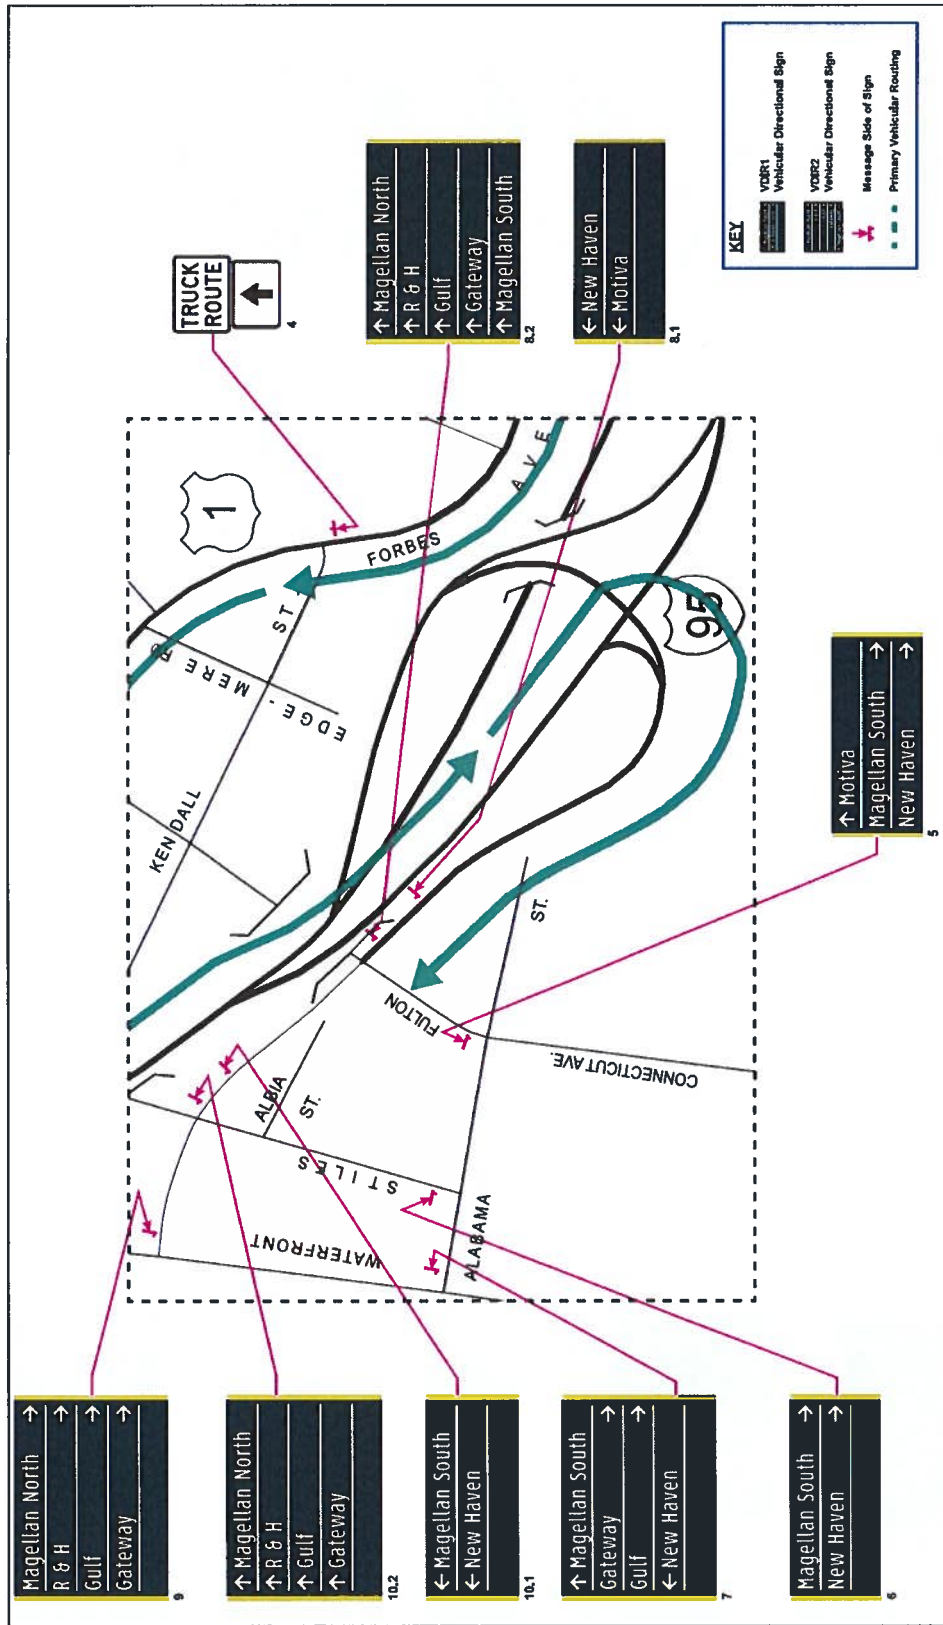 TRUCK
ROUTE
4
↑ Magellan North
↑ R & H
↑ Gulf
↑ Gateway
↑ Magellan South
8.2
← New Haven
← Motiva
8.1
KEY
VDIR1
Vehicular Directional Sign
VDIR2
Vehicular Directional Sign
Message Side of Sign
Primary Vehicular Routing
1
95
FORBES AVE
KENDALL ST
EDGE-MERE RD
FULTON
ST.
CONNECTICUT AVE.
ALBIA
ST.
STILES
WATERFRONT
ALABAMA
↑ Motiva
Magellan South →
New Haven →
5
Magellan North →
R & H →
Gulf →
Gateway →
9
↑ Magellan North
↑ R & H
↑ Gulf
↑ Gateway
10.2
← Magellan South
← New Haven
10.1
↑ Magellan South
Gateway →
Gulf →
← New Haven
7
Magellan South →
New Haven →
6